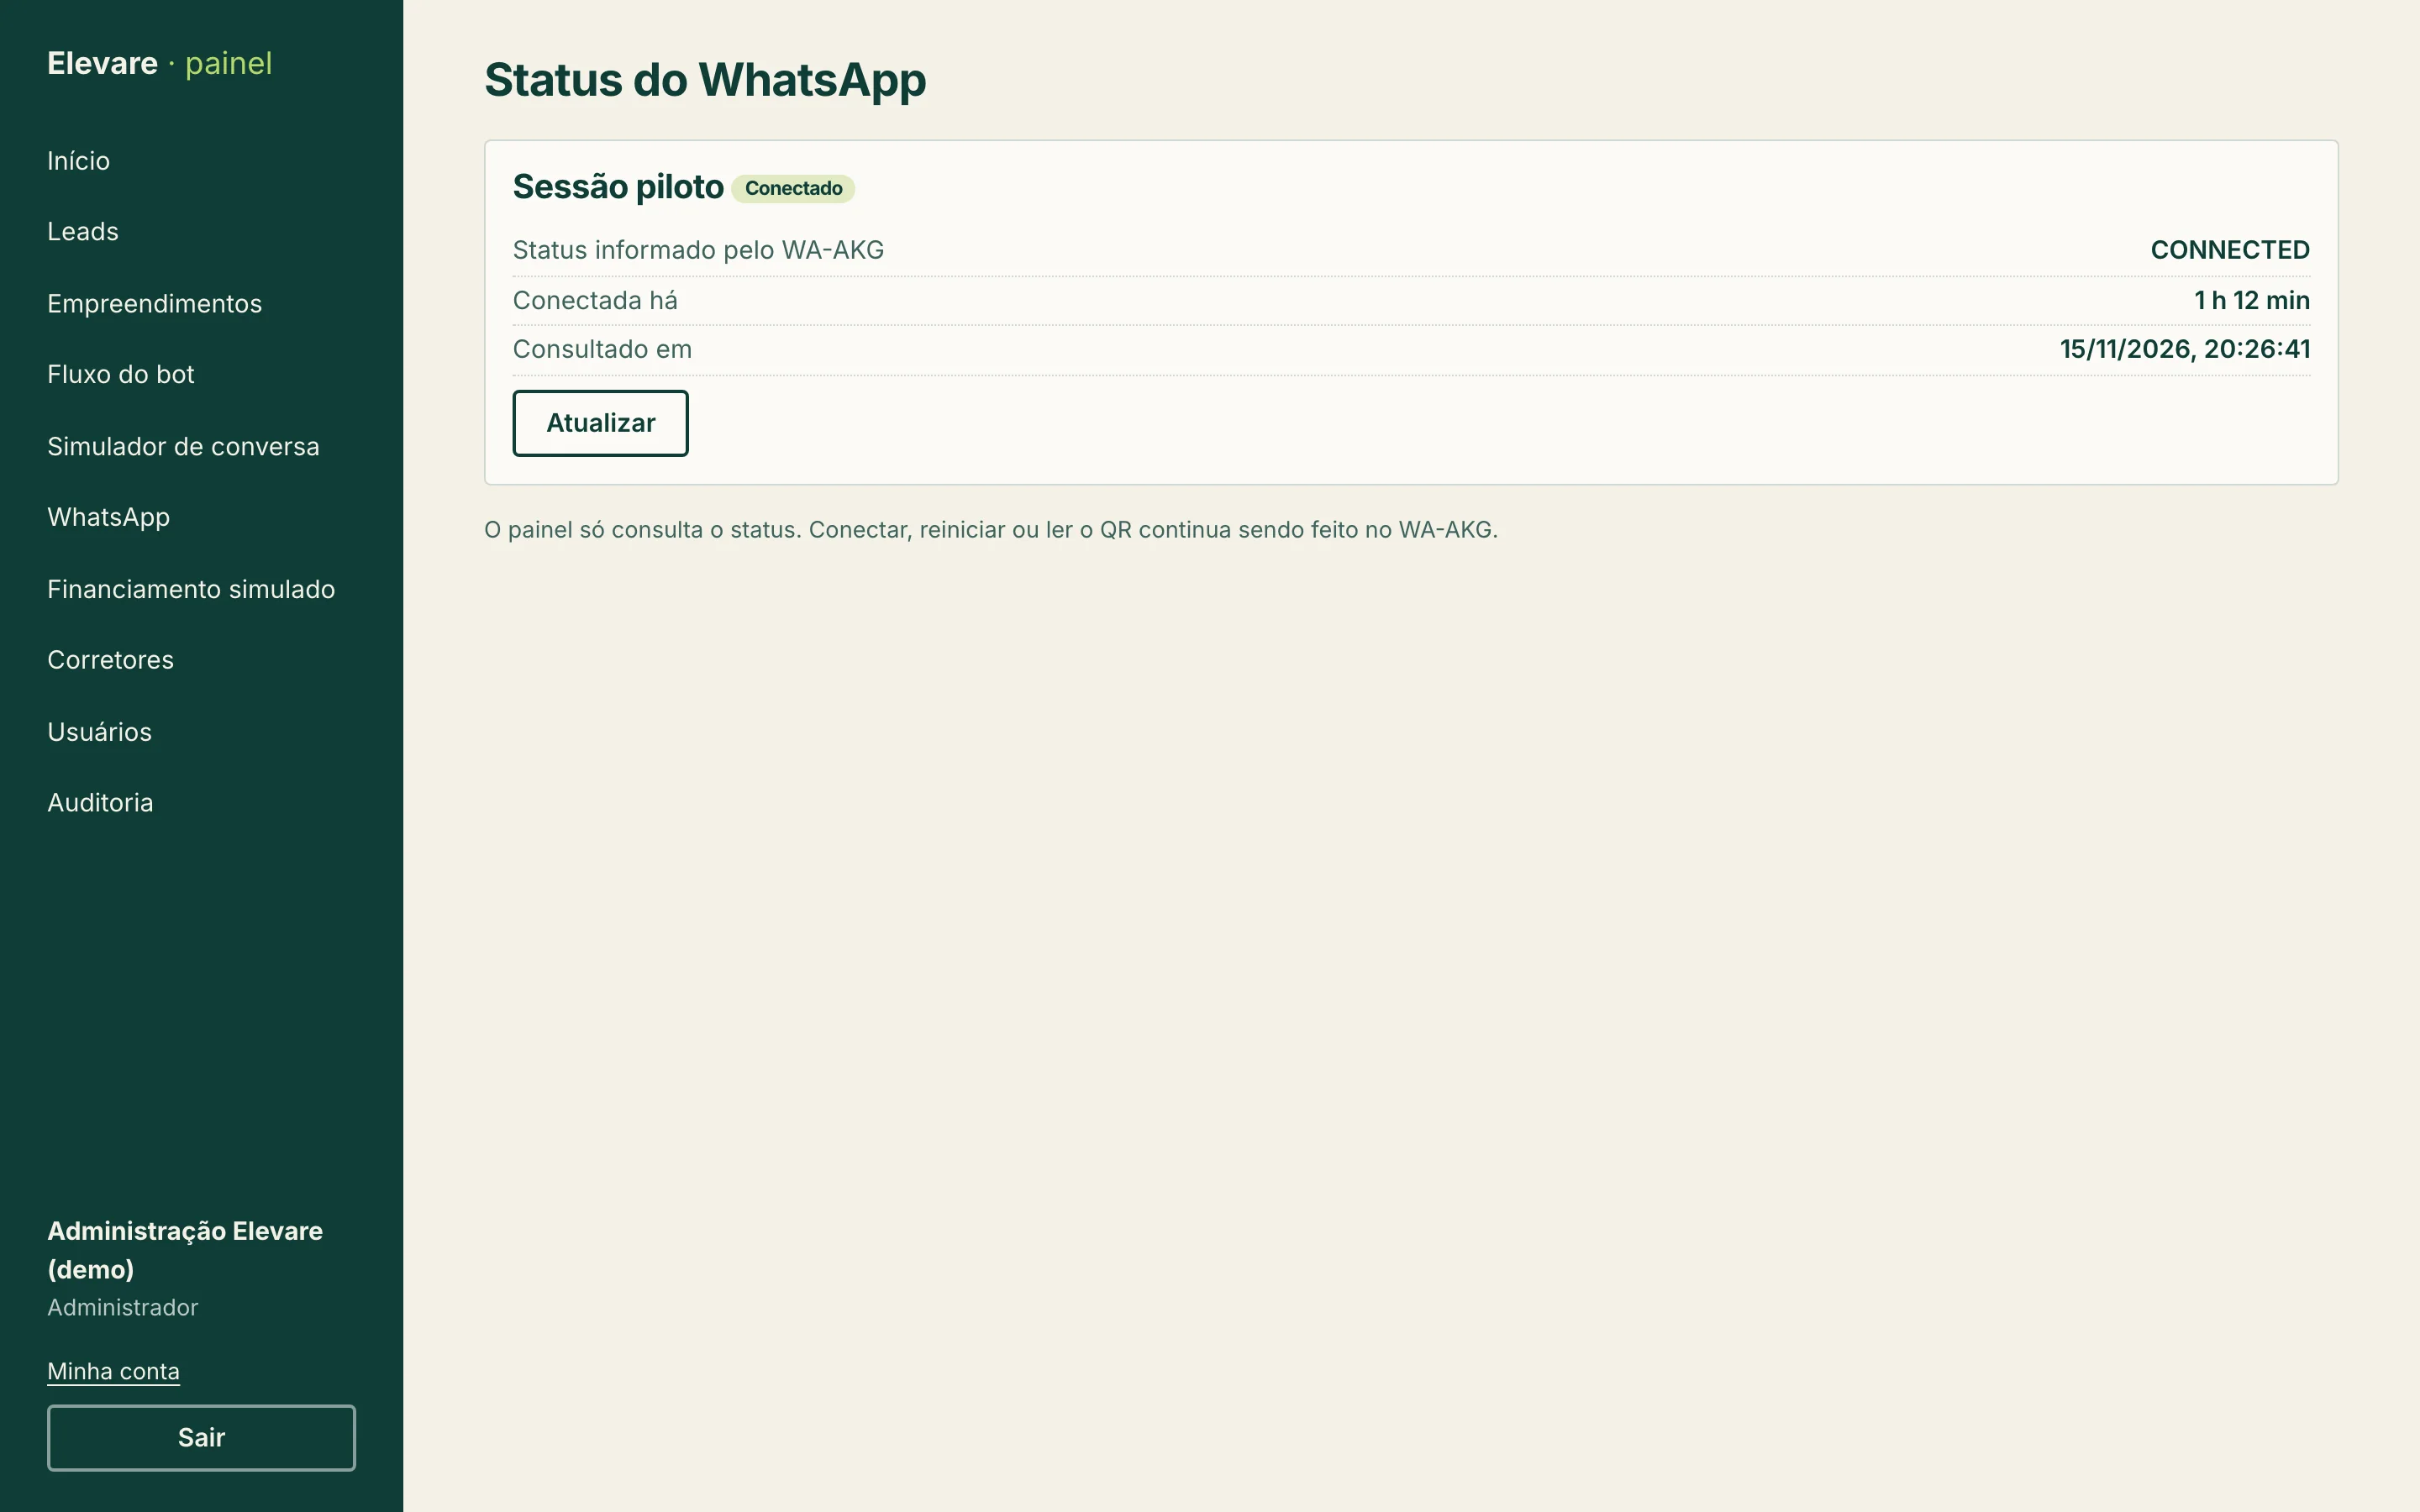 Elevare · painel
Início
Leads
Empreendimentos
Fluxo do bot
Simulador de conversa
WhatsApp
Financiamento simulado
Corretores
Usuários
Auditoria
Administração Elevare
(demo)
Administrador
Minha conta
Sair
Status do WhatsApp
Sessão piloto Conectado
Status informado pelo WA-AKG CONNECTED
Conectada há 1 h 12 min
Consultado em 15/11/2026, 20:26:41
Atualizar
O painel só consulta o status. Conectar, reiniciar ou ler o QR continua sendo feito no WA-AKG.